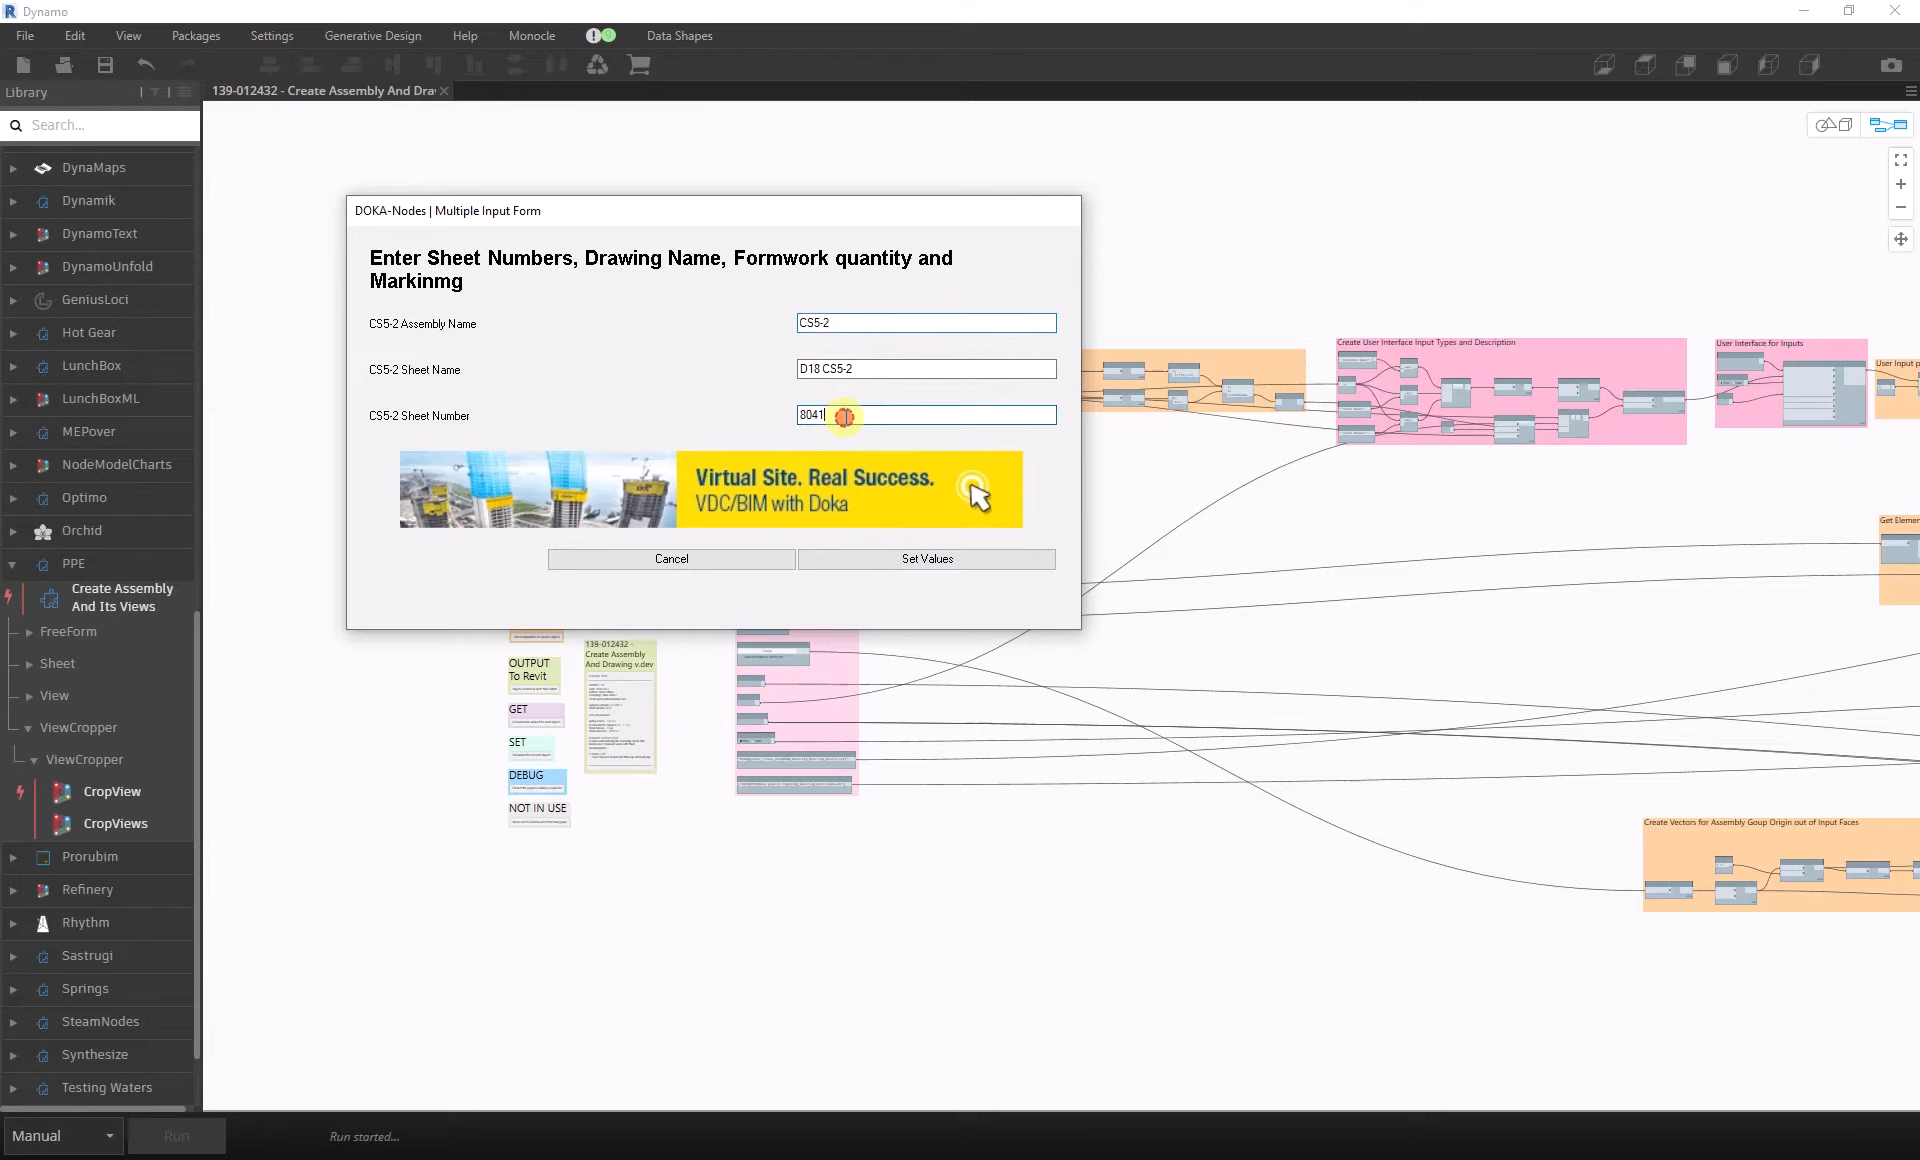 Dynamo
File Edit View Packages Settings Generative Design Help Monocle Data Shapes
Library
139-012432 - Create Assembly And Dra
Search...
DynaMaps
Dynamik
DynamoText
DynamoUnfold
GeniusLoci
Hot Gear
LunchBox
LunchBoxML
MEPover
NodeModelCharts
Optimo
Orchid
PPE
Create Assembly
And Its Views
FreeForm
Sheet
View
ViewCropper
ViewCropper
CropView
CropViews
Prorubim
Refinery
Rhythm
Sastrugi
Springs
SteamNodes
Synthesize
Testing Waters
Manual
Run
Run started...
DOKA-Nodes | Multiple Input Form
Enter Sheet Numbers, Drawing Name, Formwork quantity and
Markinmg
CS5-2 Assembly Name
CS5-2
CS5-2 Sheet Name
D18 CS5-2
CS5-2 Sheet Number
8041
Virtual Site. Real Success.
VDC/BIM with Doka
Cancel
Set Values
OUTPUT
To Revit
GET
SET
DEBUG
NOT IN USE
139-012432 -
Create Assembly
And Drawing v.dev
Create User Interface Input Types and Description
User Interface for Inputs
User Input p
Get Elemen
Create Vectors for Assembly Goup Origin out of Input Faces